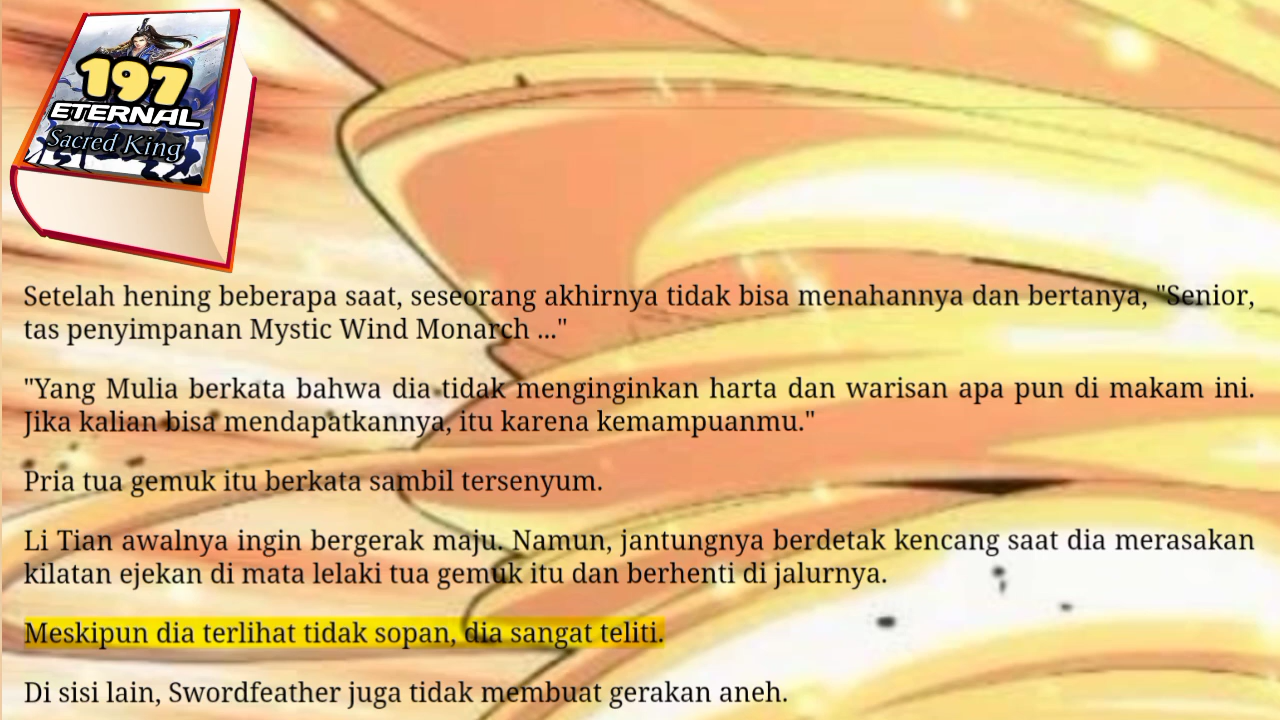 197
ETERNAL
Sacred King
Setelah hening beberapa saat, seseorang akhirnya tidak bisa menahannya dan bertanya, "Senior,
tas penyimpanan Mystic Wind Monarch ..."
"Yang Mulia berkata bahwa dia tidak menginginkan harta dan warisan apa pun di makam ini.
Jika kalian bisa mendapatkannya, itu karena kemampuanmu."
Pria tua gemuk itu berkata sambil tersenyum.
Li Tian awalnya ingin bergerak maju. Namun, jantungnya berdetak kencang saat dia merasakan
kilatan ejekan di mata lelaki tua gemuk itu dan berhenti di jalurnya.
Meskipun dia terlihat tidak sopan, dia sangat teliti.
Di sisi lain, Swordfeather juga tidak membuat gerakan aneh.